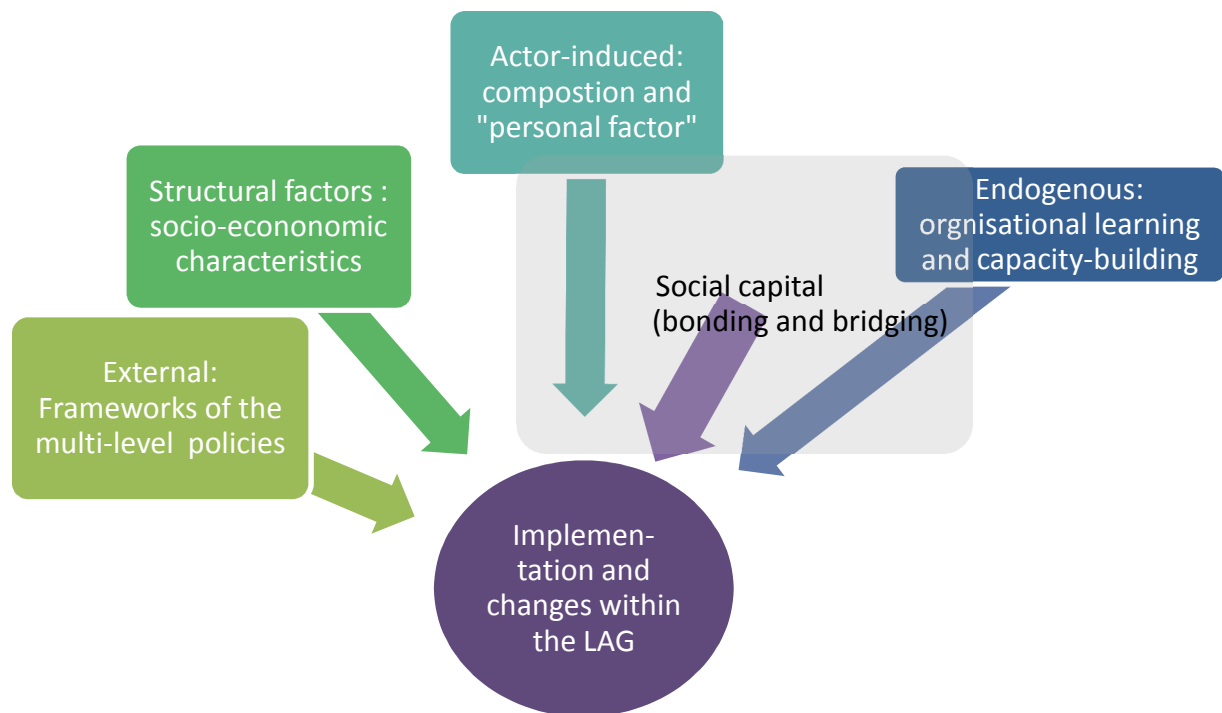 Actor-induced:
compostion and
"personal factor"
Structural factors :
socio-econonomic
characteristics
Endogenous:
orgnisational learning
and capacity-building
Social capital
(bonding and bridging)
External:
Frameworks of the
multi-level policies
Implemen-
tation and
changes within
the LAG